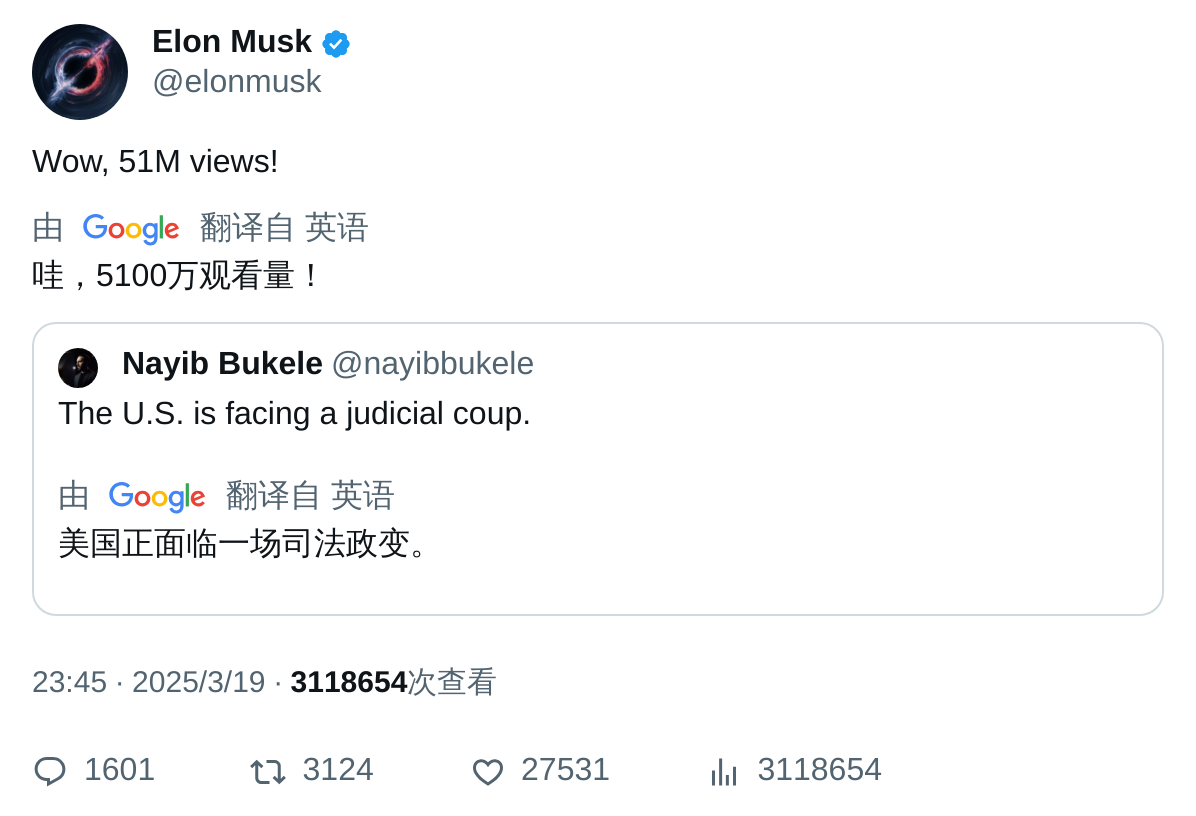 Elon Musk
@elonmusk
Wow, 51M views!
由 Google 翻译自 英语
哇，5100万观看量！
Nayib Bukele @nayibbukele
The U.S. is facing a judicial coup.
由 Google 翻译自 英语
美国正面临一场司法政变。
23:45 · 2025/3/19 · 3118654次查看
1601 3124 27531 3118654